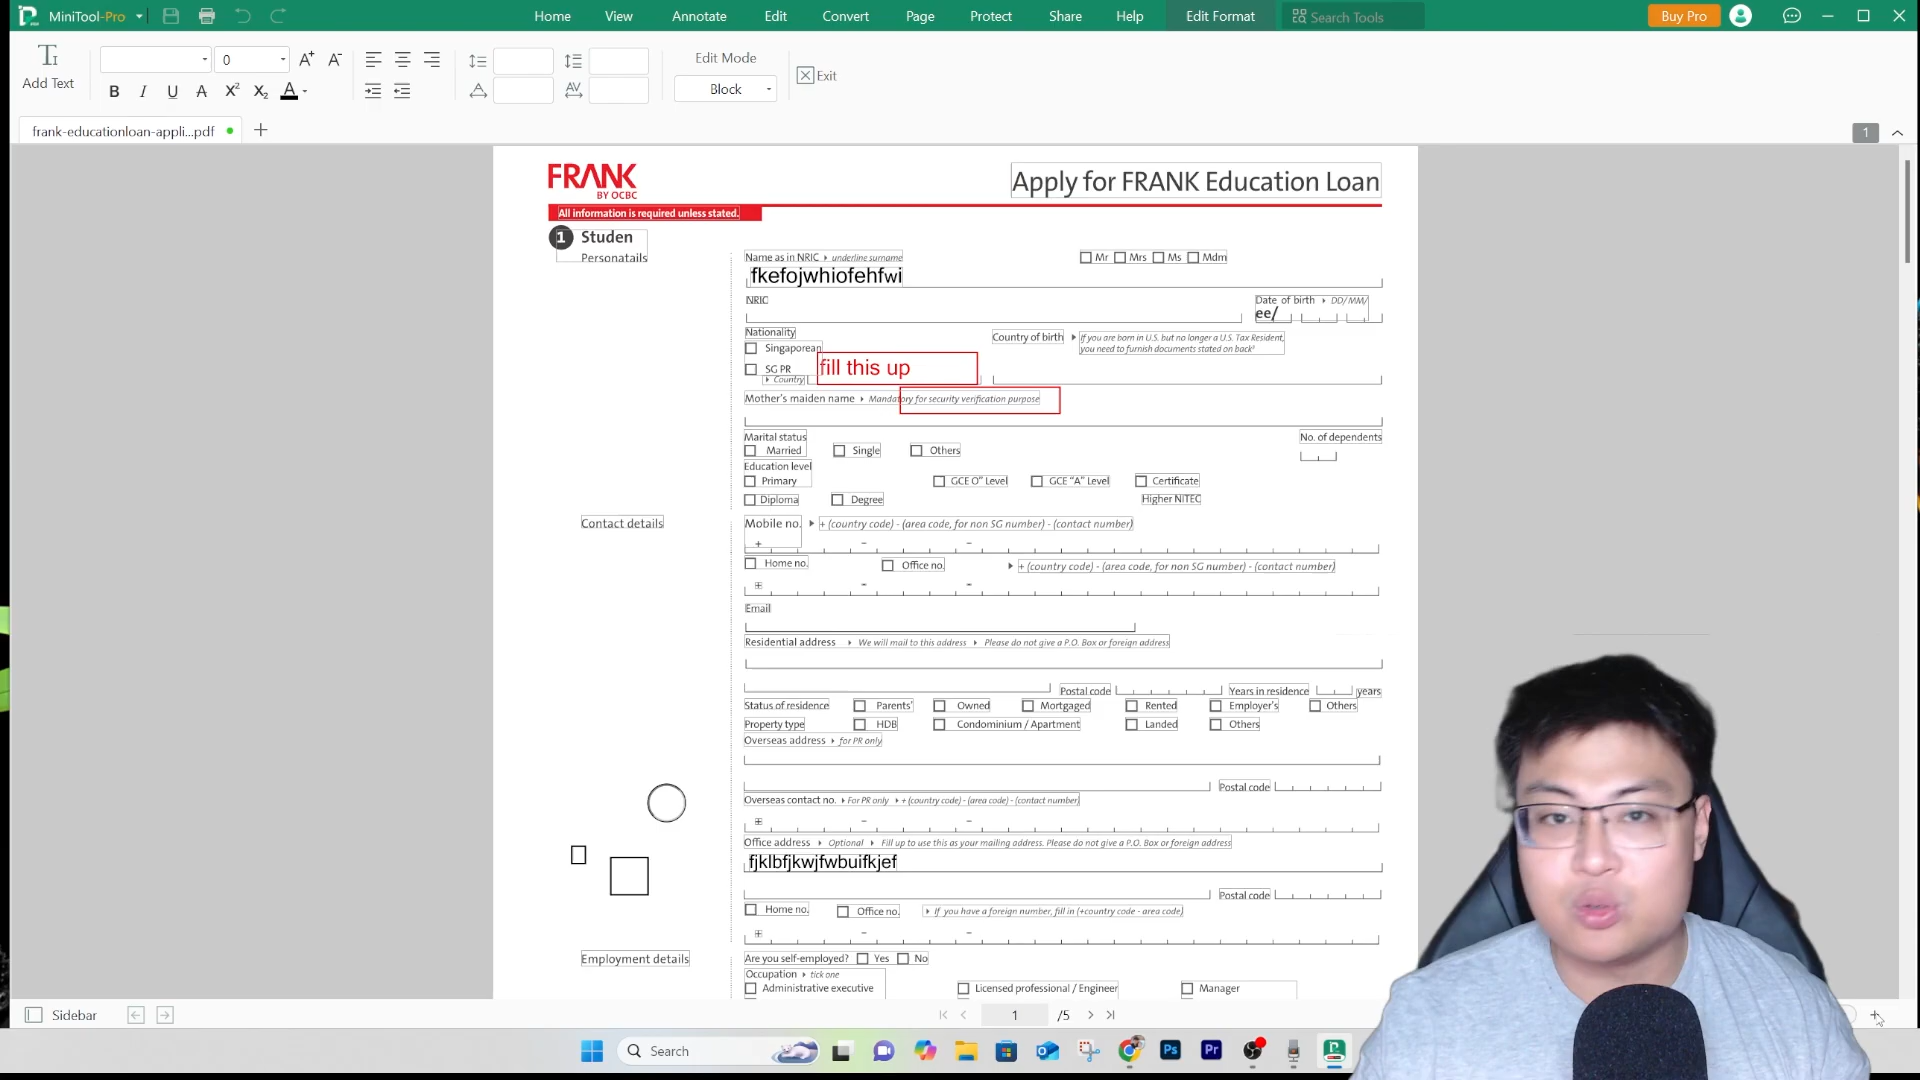 MiniTool-Pro
Home View Annotate Edit Convert Page Protect Share Help Edit Format Search Tools Buy Pro
Add Text
0
A+ A-
B I U A X² X₂ A
Edit Mode
Block
Exit
frank-educationloan-appli...pdf
1
FRANK
BY OCBC
Apply for FRANK Education Loan
All information is required unless stated.
1 Studen
Personatails
Name as in NRIC underline surname
Mr Mrs Ms Mdm
fkefojwhiofehfwi
NRIC
Date of birth DD/MM/
ee/
Nationality
Singaporean
Country of birth If you are born in U.S. but no longer a U.S. Tax Resident,
you need to furnish documents stated on back¹
SG PR
fill this up
Country
Mother's maiden name Mandatory for security verification purpose
Marital status
No. of dependents
Married Single Others
Education level
Primary GCE O" Level GCE "A" Level Certificate
Diploma Degree Higher NITEC
Contact details
Mobile no. + (country code) - (area code, for non SG number) - (contact number)
+ – –
Home no. Office no. + (country code) - (area code, for non SG number) - (contact number)
+ – –
Email
Residential address We will mail to this address Please do not give a P.O. Box or foreign address
Postal code Years in residence years
Status of residence Parents' Owned Mortgaged Rented Employer's Others
Property type HDB Condominium / Apartment Landed Others
Overseas address for PR only
Postal code
Overseas contact no. For PR only + (country code) - (area code) - (contact number)
+ – –
Office address Optional Fill up to use this as your mailing address. Please do not give a P.O. Box or foreign address
fjklbfjkwjfwbuifkjef
Postal code
Home no. Office no. If you have a foreign number, fill in (+country code - area code)
+ – –
Employment details
Are you self-employed? Yes No
Occupation tick one
Administrative executive Licensed professional / Engineer Manager
Sidebar
1 /5
Search
Ps Pr